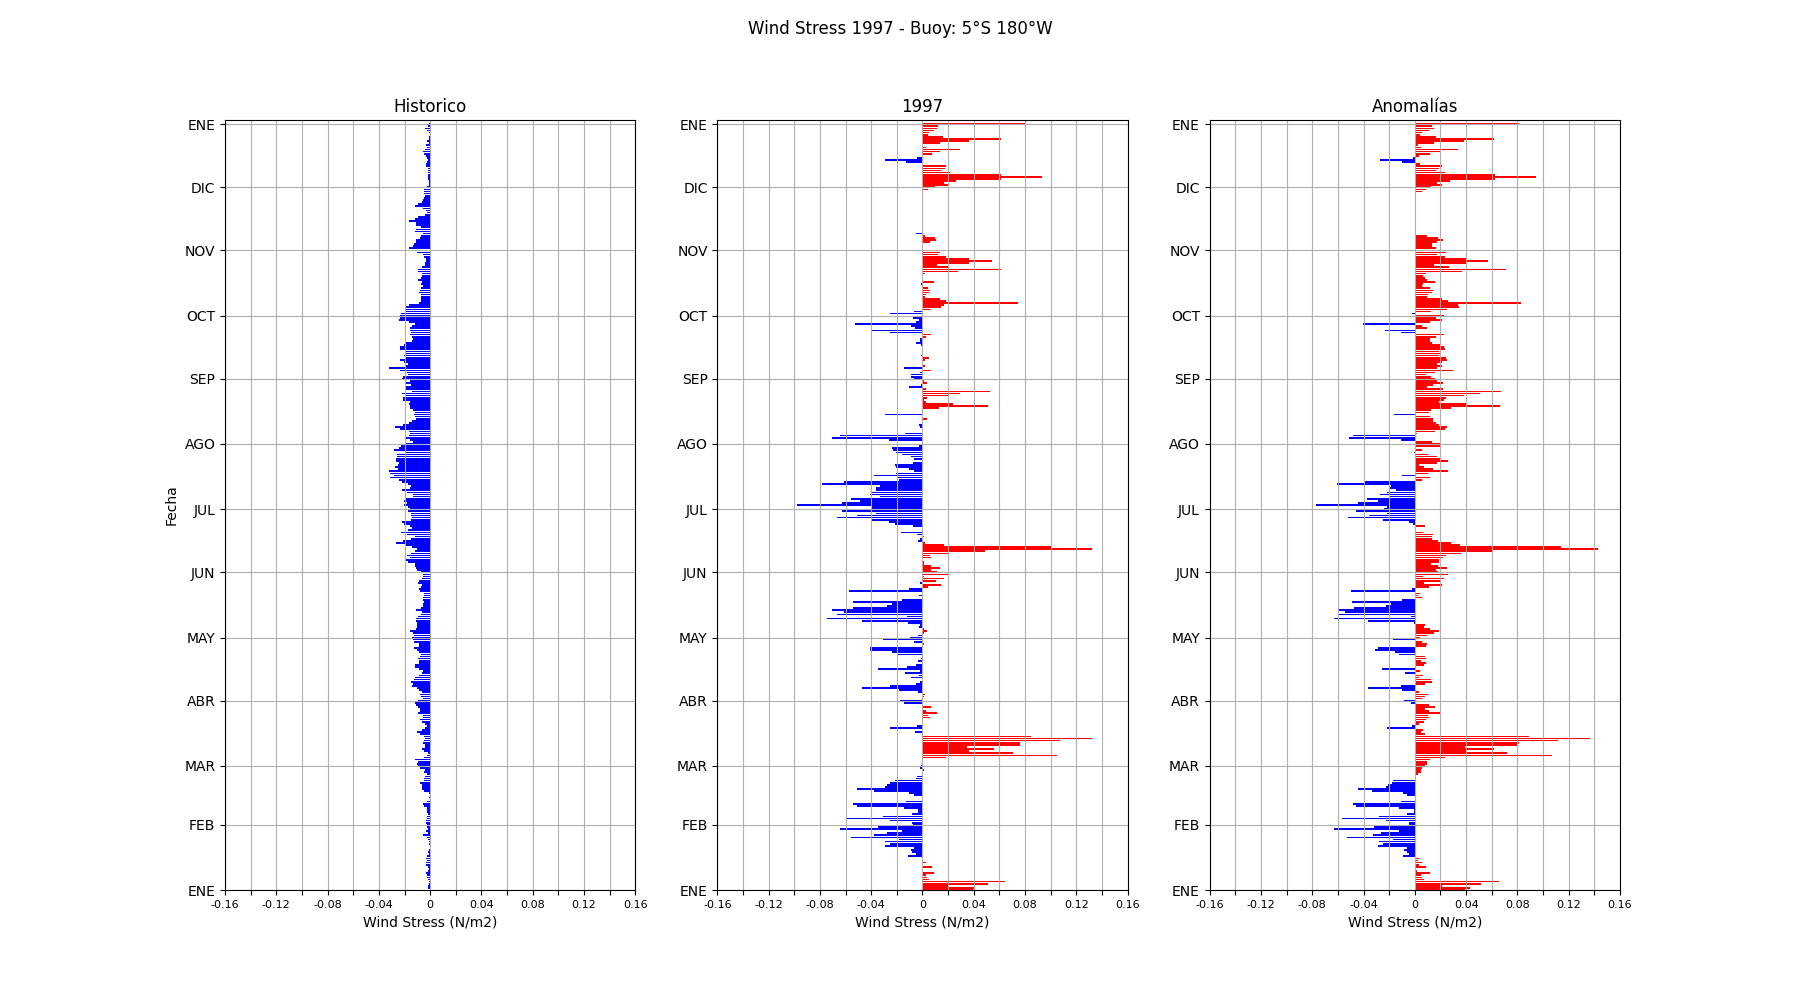 Wind Stress 1997 - Buoy: 5°S 180°W
Historico
ENE
DIC
NOV
OCT
SEP
AGO
JUL
JUN
MAY
ABR
MAR
FEB
ENE
Fecha
-0.16 -0.12 -0.08 -0.04 0 0.04 0.08 0.12 0.16
Wind Stress (N/m2)
1997
ENE
DIC
NOV
OCT
SEP
AGO
JUL
JUN
MAY
ABR
MAR
FEB
ENE
-0.16 -0.12 -0.08 -0.04 0 0.04 0.08 0.12 0.16
Wind Stress (N/m2)
Anomalías
ENE
DIC
NOV
OCT
SEP
AGO
JUL
JUN
MAY
ABR
MAR
FEB
ENE
-0.16 -0.12 -0.08 -0.04 0 0.04 0.08 0.12 0.16
Wind Stress (N/m2)